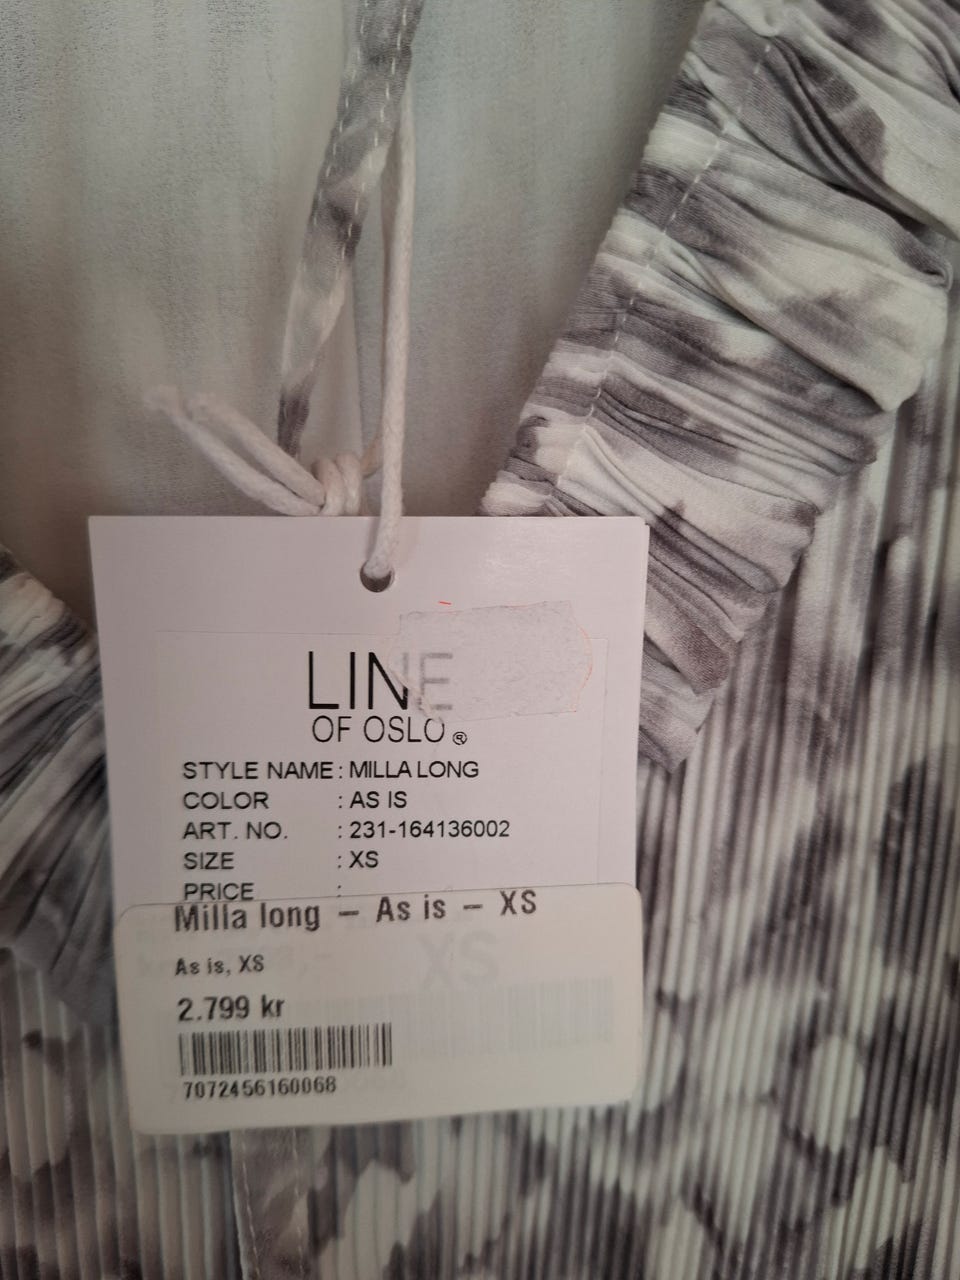 LINE
OF OSLO ®
STYLE NAME : MILLA LONG
COLOR : AS IS
ART. NO. : 231-164136002
SIZE : XS
PRICE :
Milla long – As is – XS
XS
As is, XS
2.799 kr
7072456160068